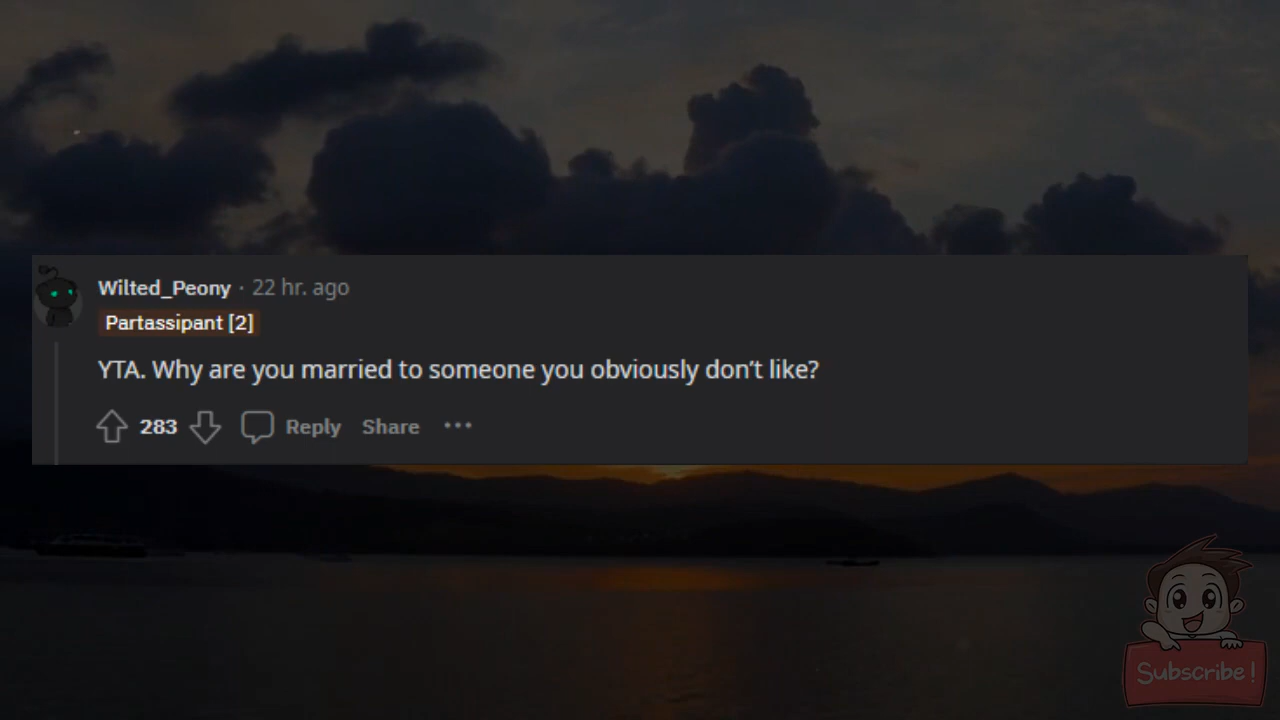 Wilted_Peony · 22 hr. ago
Partassipant [2]
YTA. Why are you married to someone you obviously don’t like?
283 Reply Share ···
Subscribe!